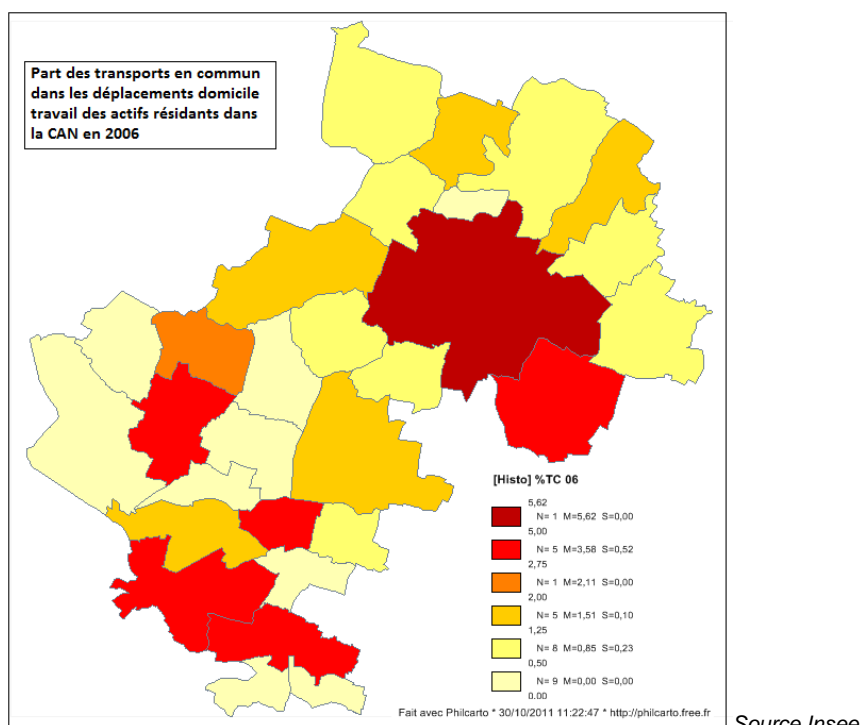 Part des transports en commun
dans les déplacements domicile
travail des actifs résidants dans
la CAN en 2006
[Histo] %TC 06
5,62
N= 1 M=5,62 S=0,00
5,00
N= 5 M=3,58 S=0,52
2,75
N= 1 M=2,11 S=0,00
2,00
N= 5 M=1,51 S=0,10
1,25
N= 8 M=0,85 S=0,23
0,50
N= 9 M=0,00 S=0,00
0.00
Fait avec Philcarto * 30/10/2011 11:22:47 * http://philcarto.free.fr
Source Insee